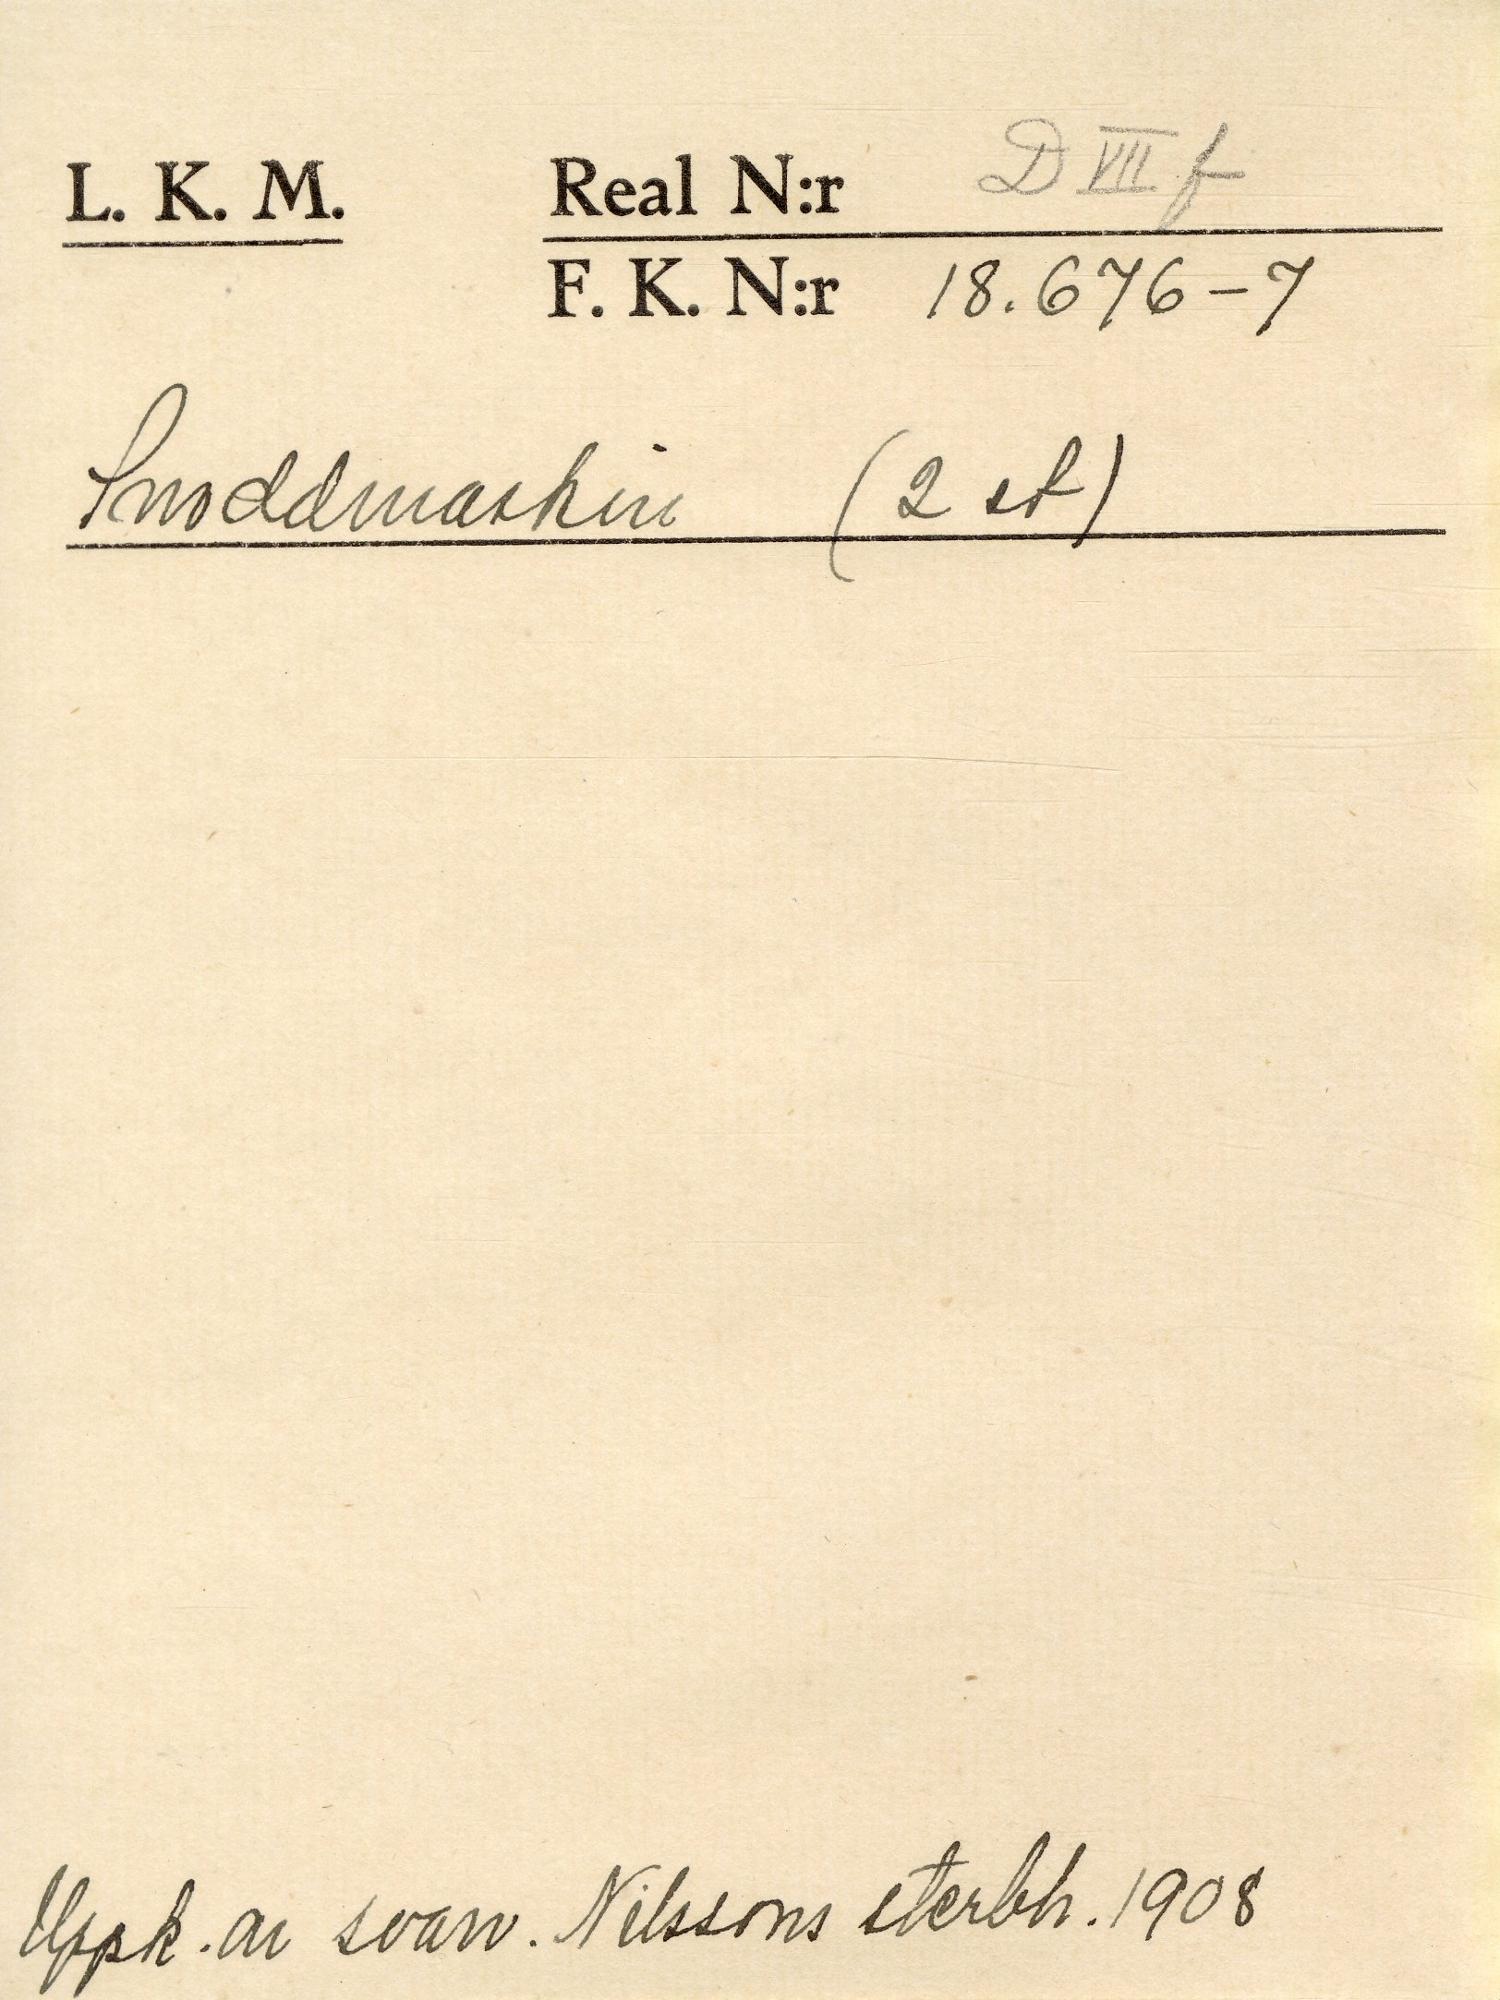 L. K. M.
Real N:r D VII f
F. K. N:r 18.676-7
Snoddmaskin (2 st)
Uppk. av svarv. Nilssons sterbh. 1908